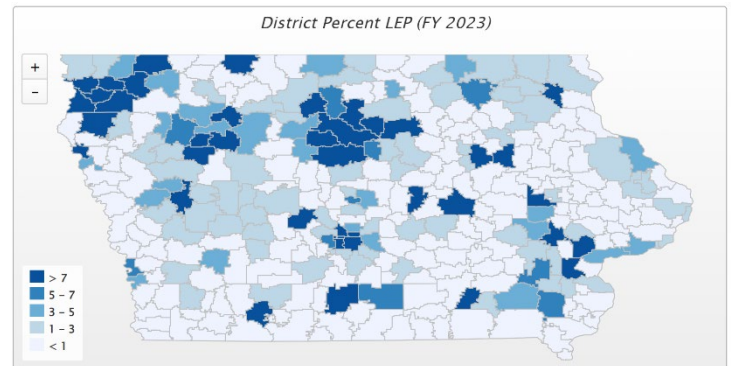 District Percent LEP (FY 2023)
+
–
> 7
5 – 7
3 – 5
1 – 3
< 1